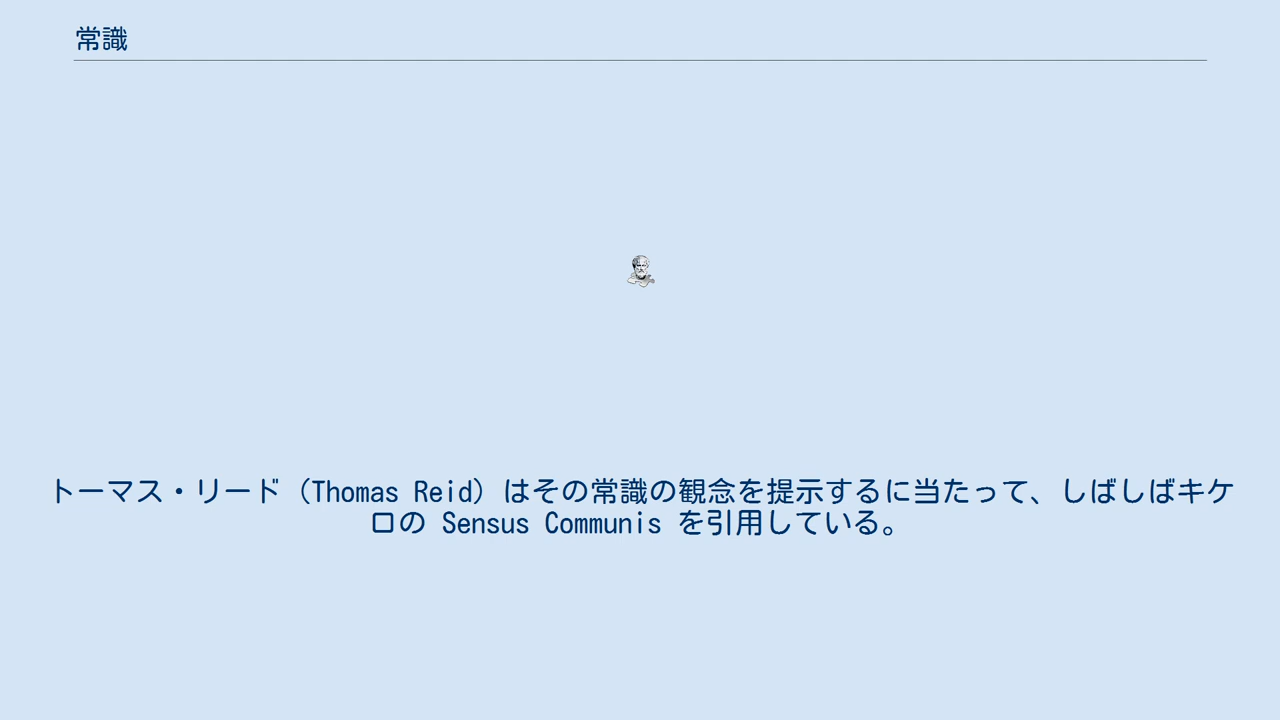 常識
トーマス・リード（Thomas Reid）はその常識の観念を提示するに当たって、しばしばキケ
ロの Sensus Communis を引用している。